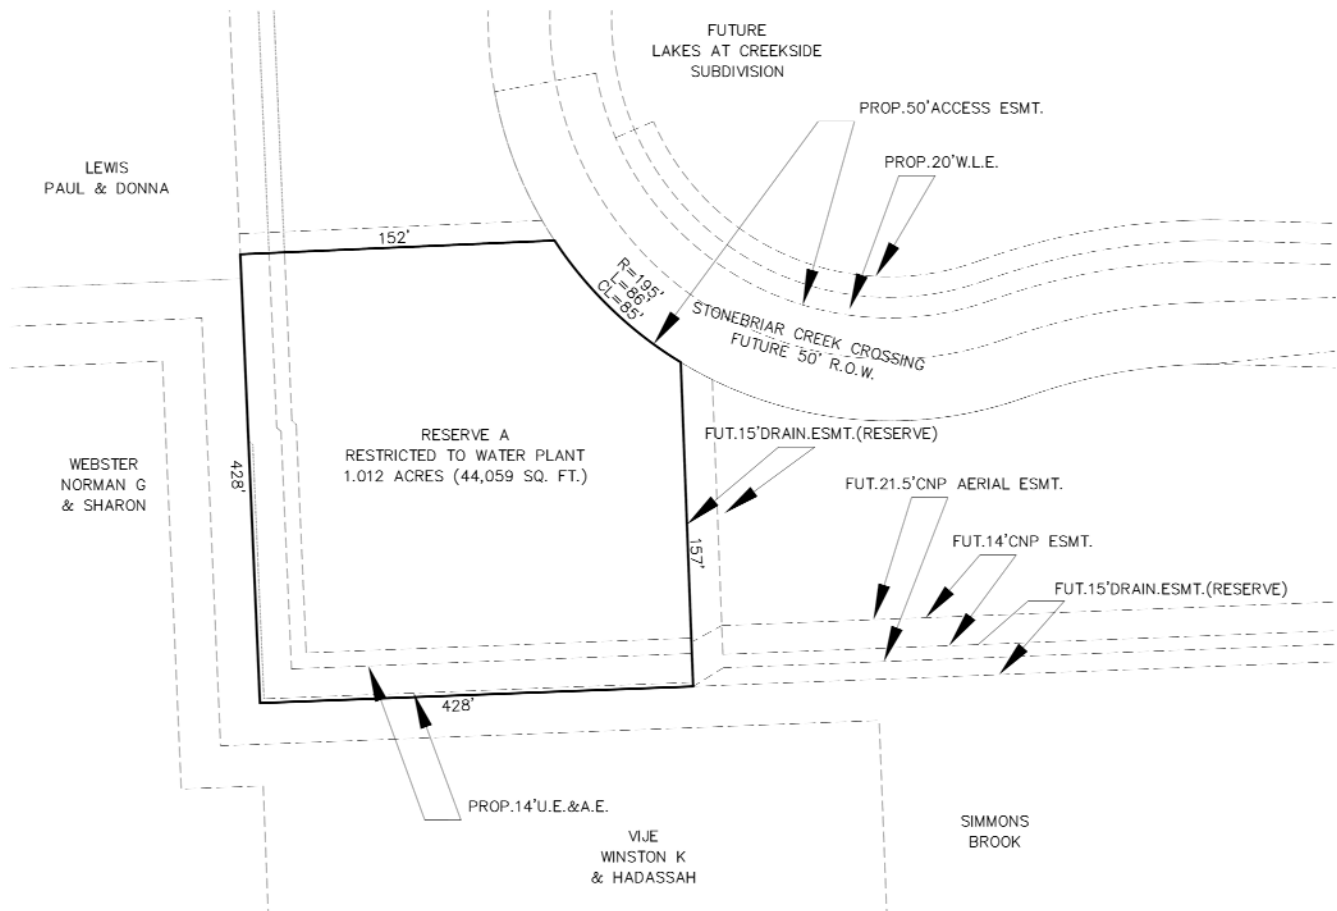 FUTURE
LAKES AT CREEKSIDE
SUBDIVISION
PROP.50'ACCESS ESMT.
PROP.20'W.L.E.
LEWIS
PAUL & DONNA
152'
R=195'
L=86'
CL=85'
STONEBRIAR CREEK CROSSING
FUTURE 50' R.O.W.
RESERVE A
RESTRICTED TO WATER PLANT
1.012 ACRES (44,059 SQ. FT.)
FUT.15'DRAIN.ESMT.(RESERVE)
WEBSTER
NORMAN G
& SHARON
428'
FUT.21.5'CNP AERIAL ESMT.
FUT.14'CNP ESMT.
157'
FUT.15'DRAIN.ESMT.(RESERVE)
428'
PROP.14'U.E.&A.E.
VIJE
WINSTON K
& HADASSAH
SIMMONS
BROOK